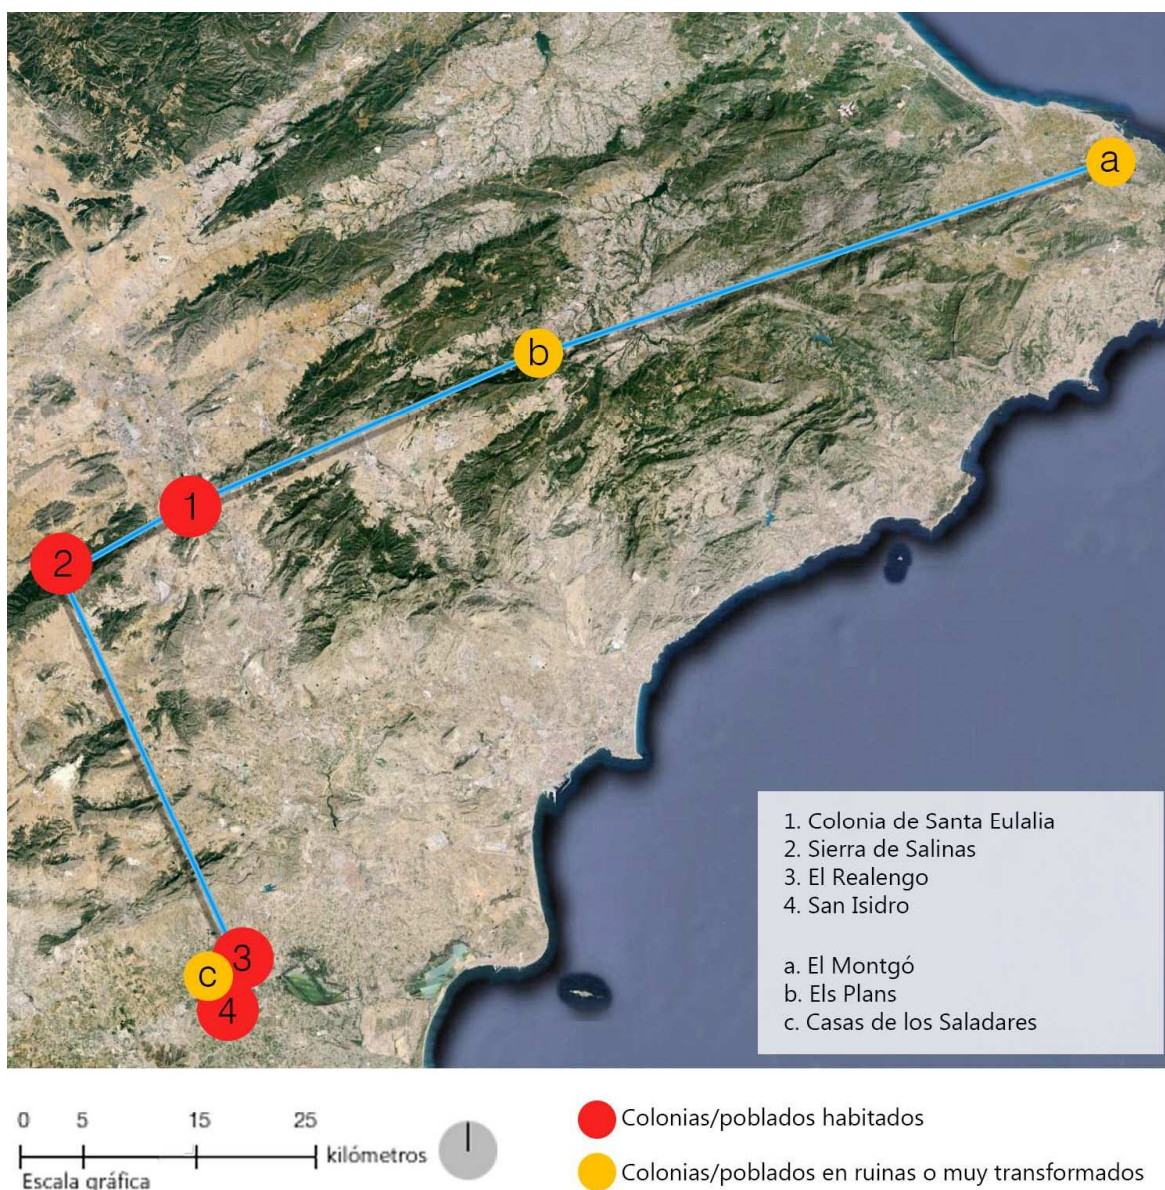 a
b
1
2
3
c
4
1. Colonia de Santa Eulalia
2. Sierra de Salinas
3. El Realengo
4. San Isidro
a. El Montgó
b. Els Plans
c. Casas de los Saladares
0 5 15 25
kilómetros
Escala gráfica
Colonias/poblados habitados
Colonias/poblados en ruinas o muy transformados